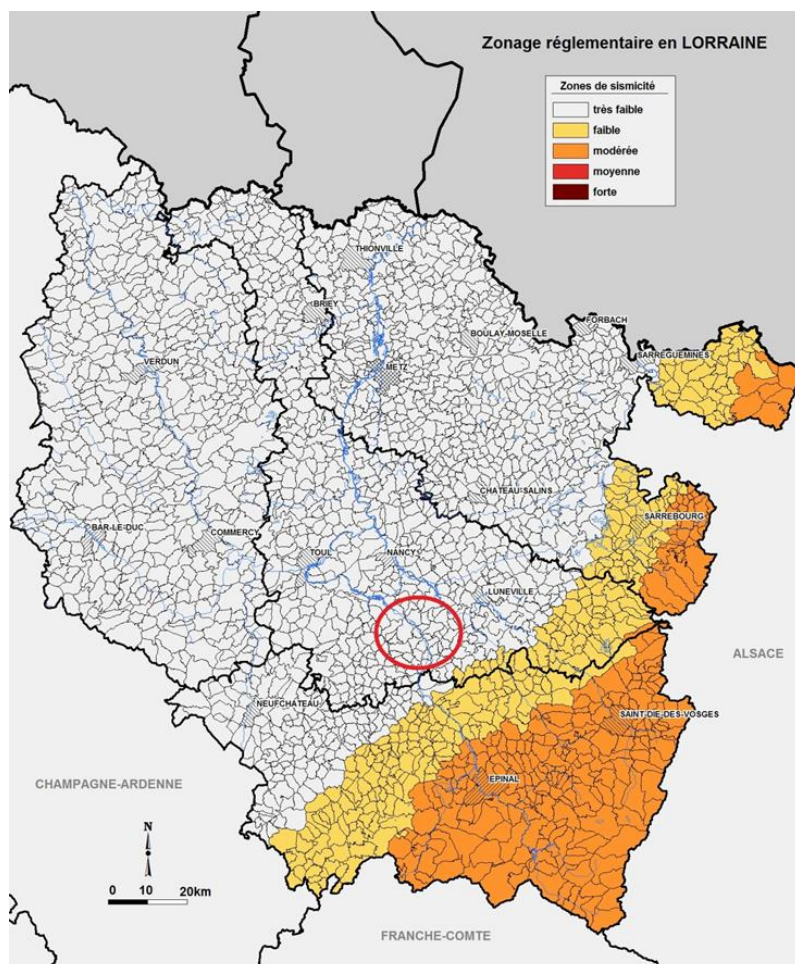 Zonage réglementaire en LORRAINE
Zones de sismicité
très faible
faible
modérée
moyenne
forte
THIONVILLE
BRIEY
BOULAY-MOSELLE
FORBACH
SARREGUEMINES
VERDUN
METZ
CHATEAU-SALINS
SARREBOURG
BAR-LE-DUC
COMMERCY
TOUL
NANCY
LUNEVILLE
ALSACE
NEUFCHATEAU
SAINT-DIE-DES-VOSGES
EPINAL
CHAMPAGNE-ARDENNE
N
0 10 20km
FRANCHE-COMTE